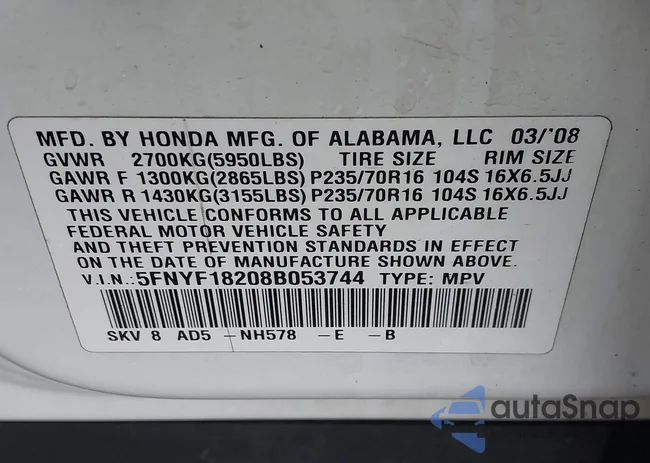 MFD. BY HONDA MFG. OF ALABAMA, LLC 03/'08
GVWR 2700KG(5950LBS) TIRE SIZE RIM SIZE
GAWR F 1300KG(2865LBS) P235/70R16 104S 16X6.5JJ
GAWR R 1430KG(3155LBS) P235/70R16 104S 16X6.5JJ
THIS VEHICLE CONFORMS TO ALL APPLICABLE
FEDERAL MOTOR VEHICLE SAFETY
AND THEFT PREVENTION STANDARDS IN EFFECT
ON THE DATE OF MANUFACTURE SHOWN ABOVE.
V.I.N.:5FNYF18208B053744 TYPE: MPV
SKV 8 AD5 -NH578 -E -B
autaSnap